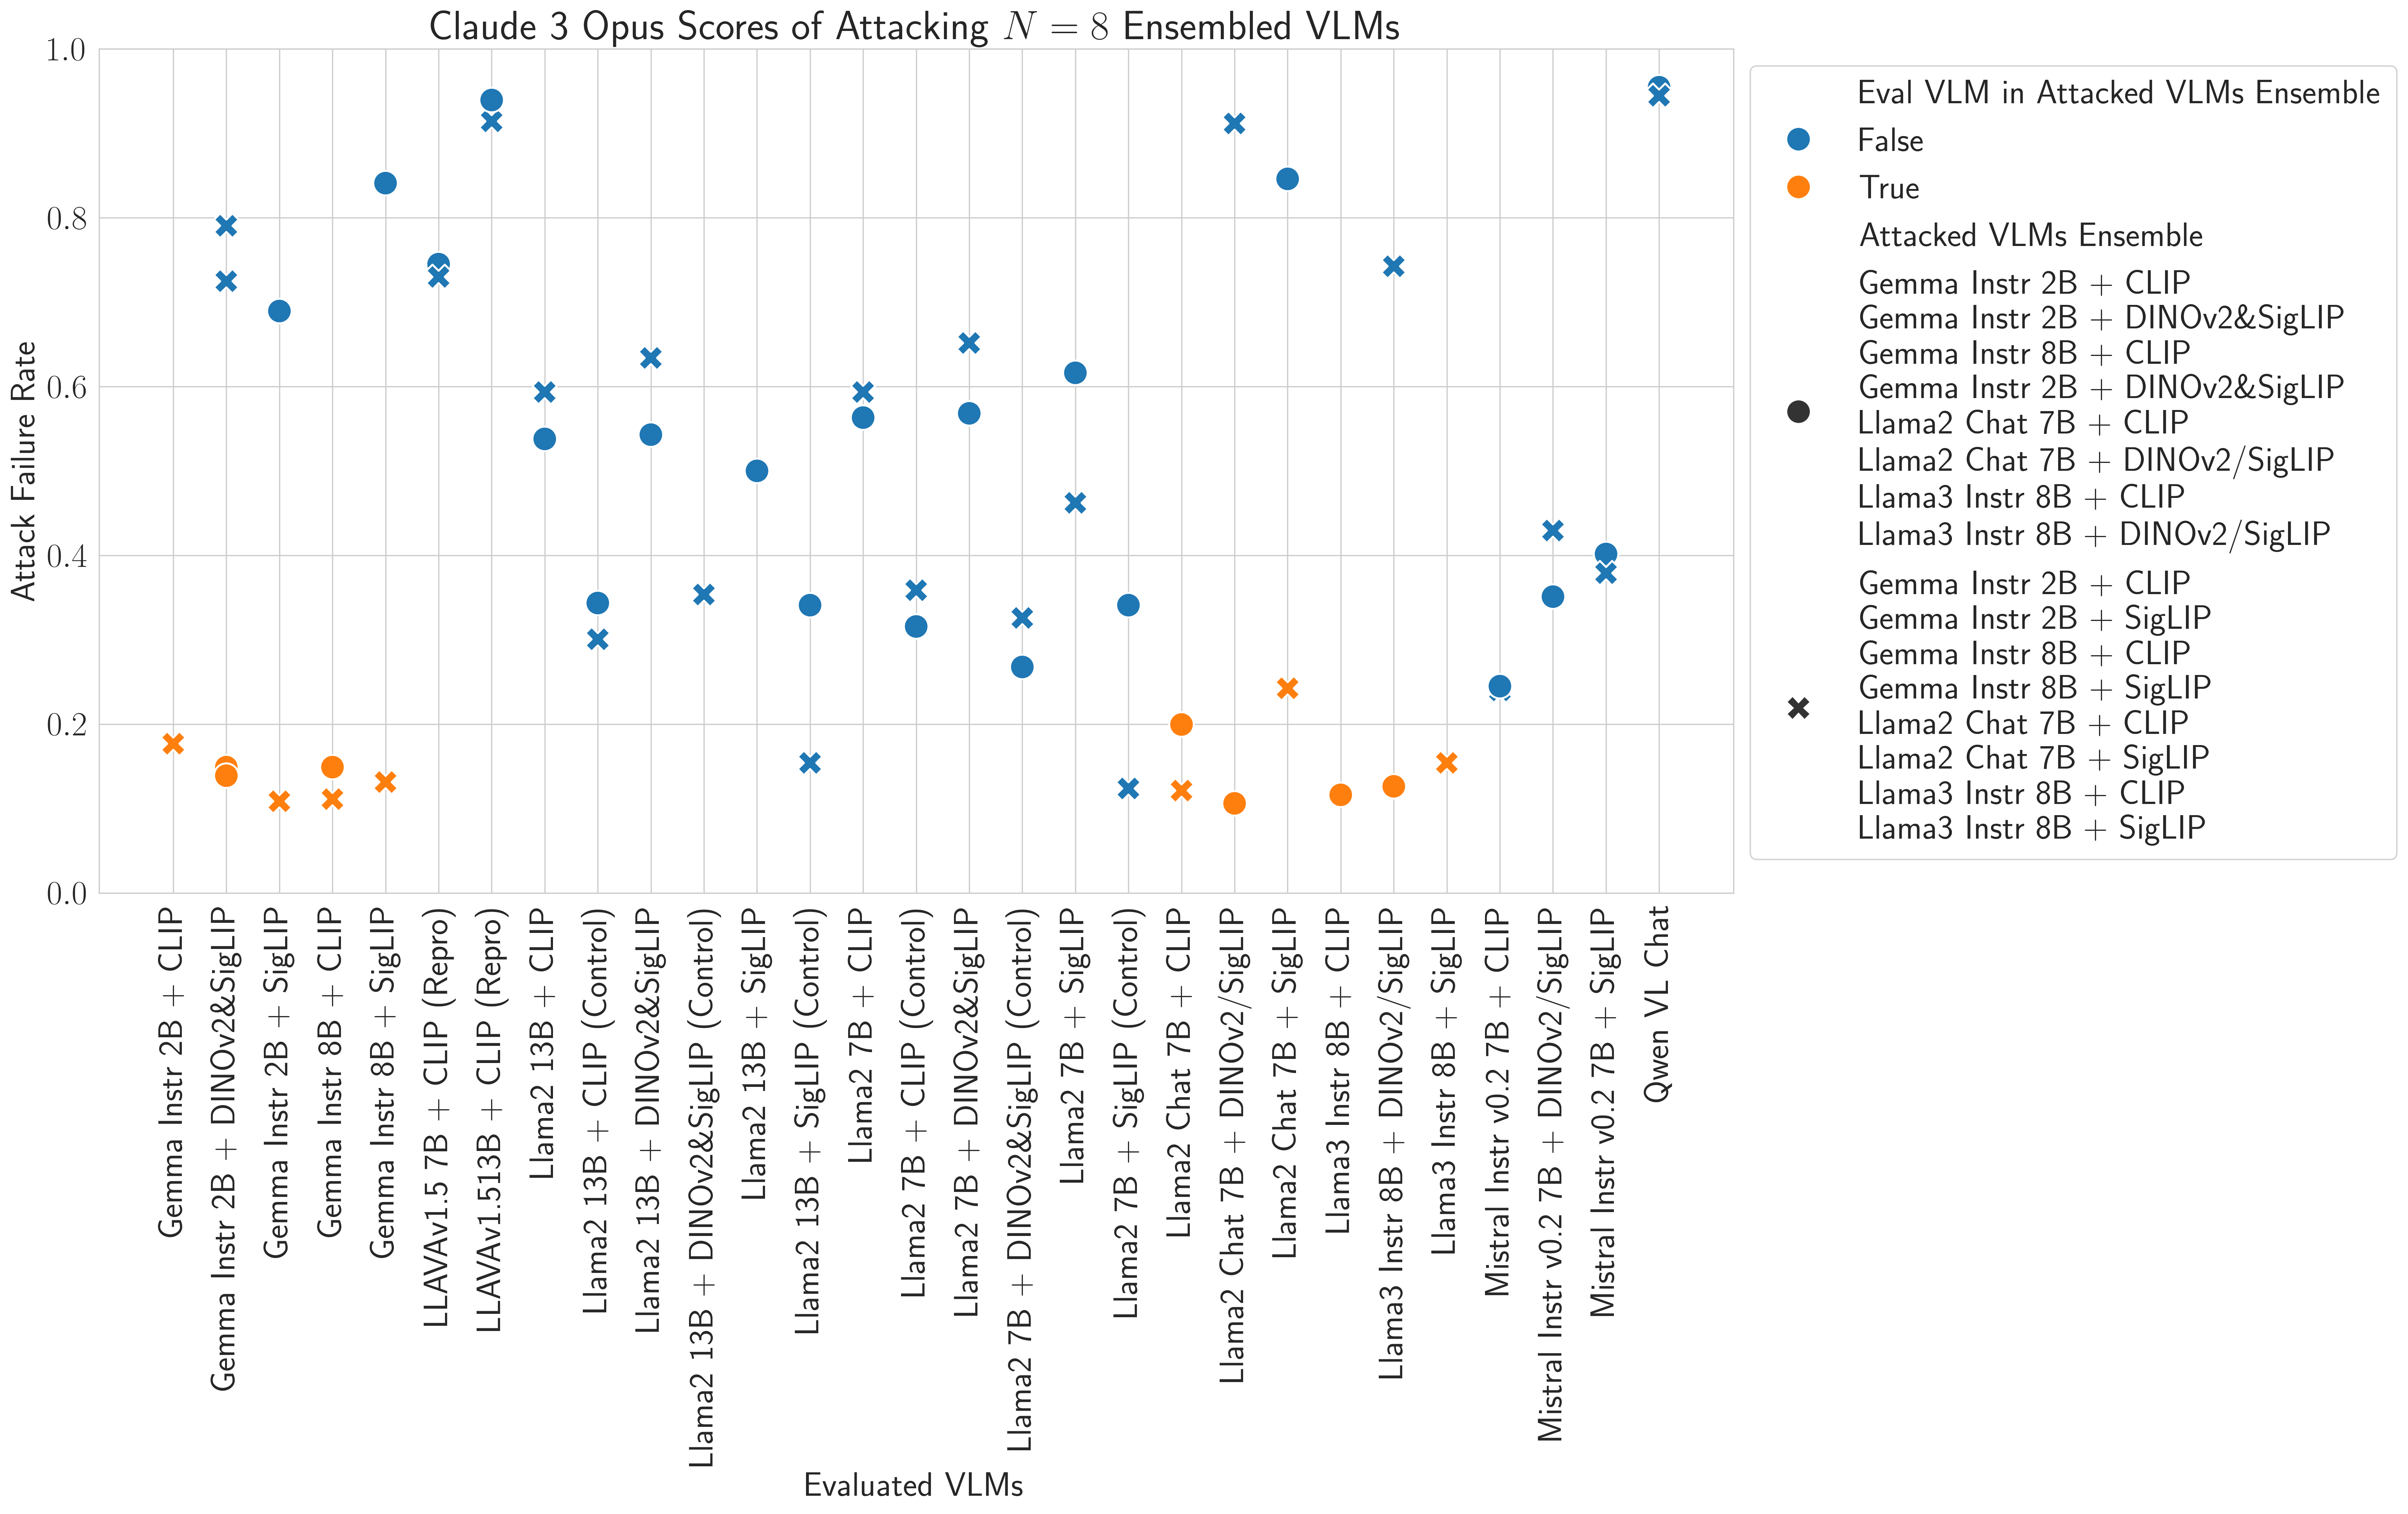 Claude 3 Opus Scores of Attacking N = 8 Ensembled VLMs
Attack Failure Rate
1.0
0.8
0.6
0.4
0.2
0.0
Gemma Instr 2B + CLIP
Gemma Instr 2B + DINOv2&SigLIP
Gemma Instr 2B + SigLIP
Gemma Instr 8B + CLIP
Gemma Instr 8B + SigLIP
LLAVAv1.5 7B + CLIP (Repro)
LLAVAv1.513B + CLIP (Repro)
Llama2 13B + CLIP
Llama2 13B + CLIP (Control)
Llama2 13B + DINOv2&SigLIP
Llama2 13B + DINOv2&SigLIP (Control)
Llama2 13B + SigLIP
Llama2 13B + SigLIP (Control)
Llama2 7B + CLIP
Llama2 7B + CLIP (Control)
Llama2 7B + DINOv2&SigLIP
Llama2 7B + DINOv2&SigLIP (Control)
Llama2 7B + SigLIP
Llama2 7B + SigLIP (Control)
Llama2 Chat 7B + CLIP
Llama2 Chat 7B + DINOv2/SigLIP
Llama2 Chat 7B + SigLIP
Llama3 Instr 8B + CLIP
Llama3 Instr 8B + DINOv2/SigLIP
Llama3 Instr 8B + SigLIP
Mistral Instr v0.2 7B + CLIP
Mistral Instr v0.2 7B + DINOv2/SigLIP
Mistral Instr v0.2 7B + SigLIP
Qwen VL Chat
Evaluated VLMs
Eval VLM in Attacked VLMs Ensemble
False
True
Attacked VLMs Ensemble
Gemma Instr 2B + CLIP
Gemma Instr 2B + DINOv2&SigLIP
Gemma Instr 8B + CLIP
Gemma Instr 2B + DINOv2&SigLIP
Llama2 Chat 7B + CLIP
Llama2 Chat 7B + DINOv2/SigLIP
Llama3 Instr 8B + CLIP
Llama3 Instr 8B + DINOv2/SigLIP
Gemma Instr 2B + CLIP
Gemma Instr 2B + SigLIP
Gemma Instr 8B + CLIP
Gemma Instr 8B + SigLIP
Llama2 Chat 7B + CLIP
Llama2 Chat 7B + SigLIP
Llama3 Instr 8B + CLIP
Llama3 Instr 8B + SigLIP